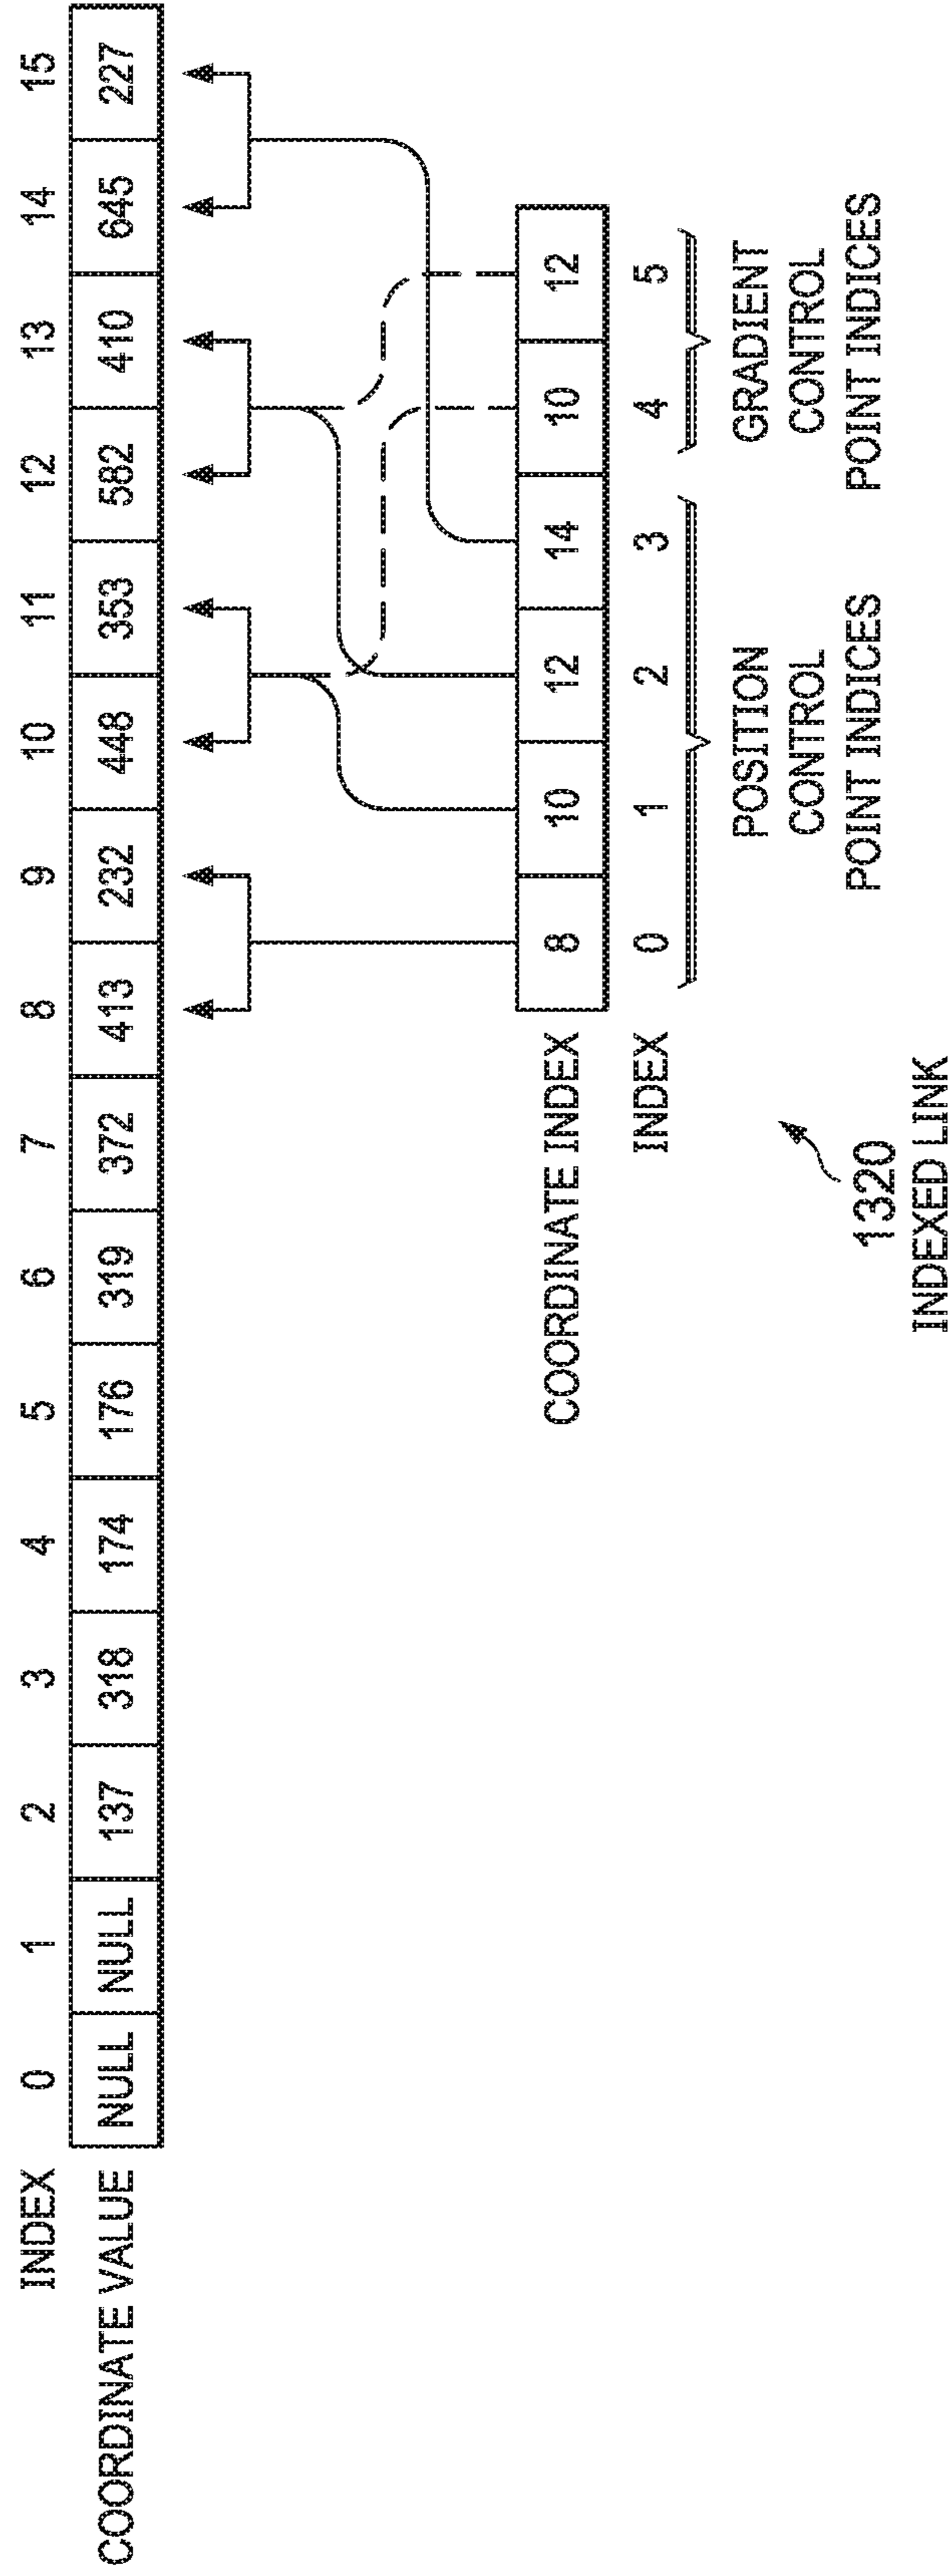 INDEX 0 1 2 3 4 5 6 7 8 9 10 11 12 13 14 15
COORDINATE VALUE NULL NULL 137 318 174 176 319 372 413 232 448 353 582 410 645 227
COORDINATE INDEX 8 10 12 14 10 12
INDEX 0 1 2 3 4 5
POSITION
CONTROL
POINT INDICES
GRADIENT
CONTROL
POINT INDICES
1320
INDEXED LINK